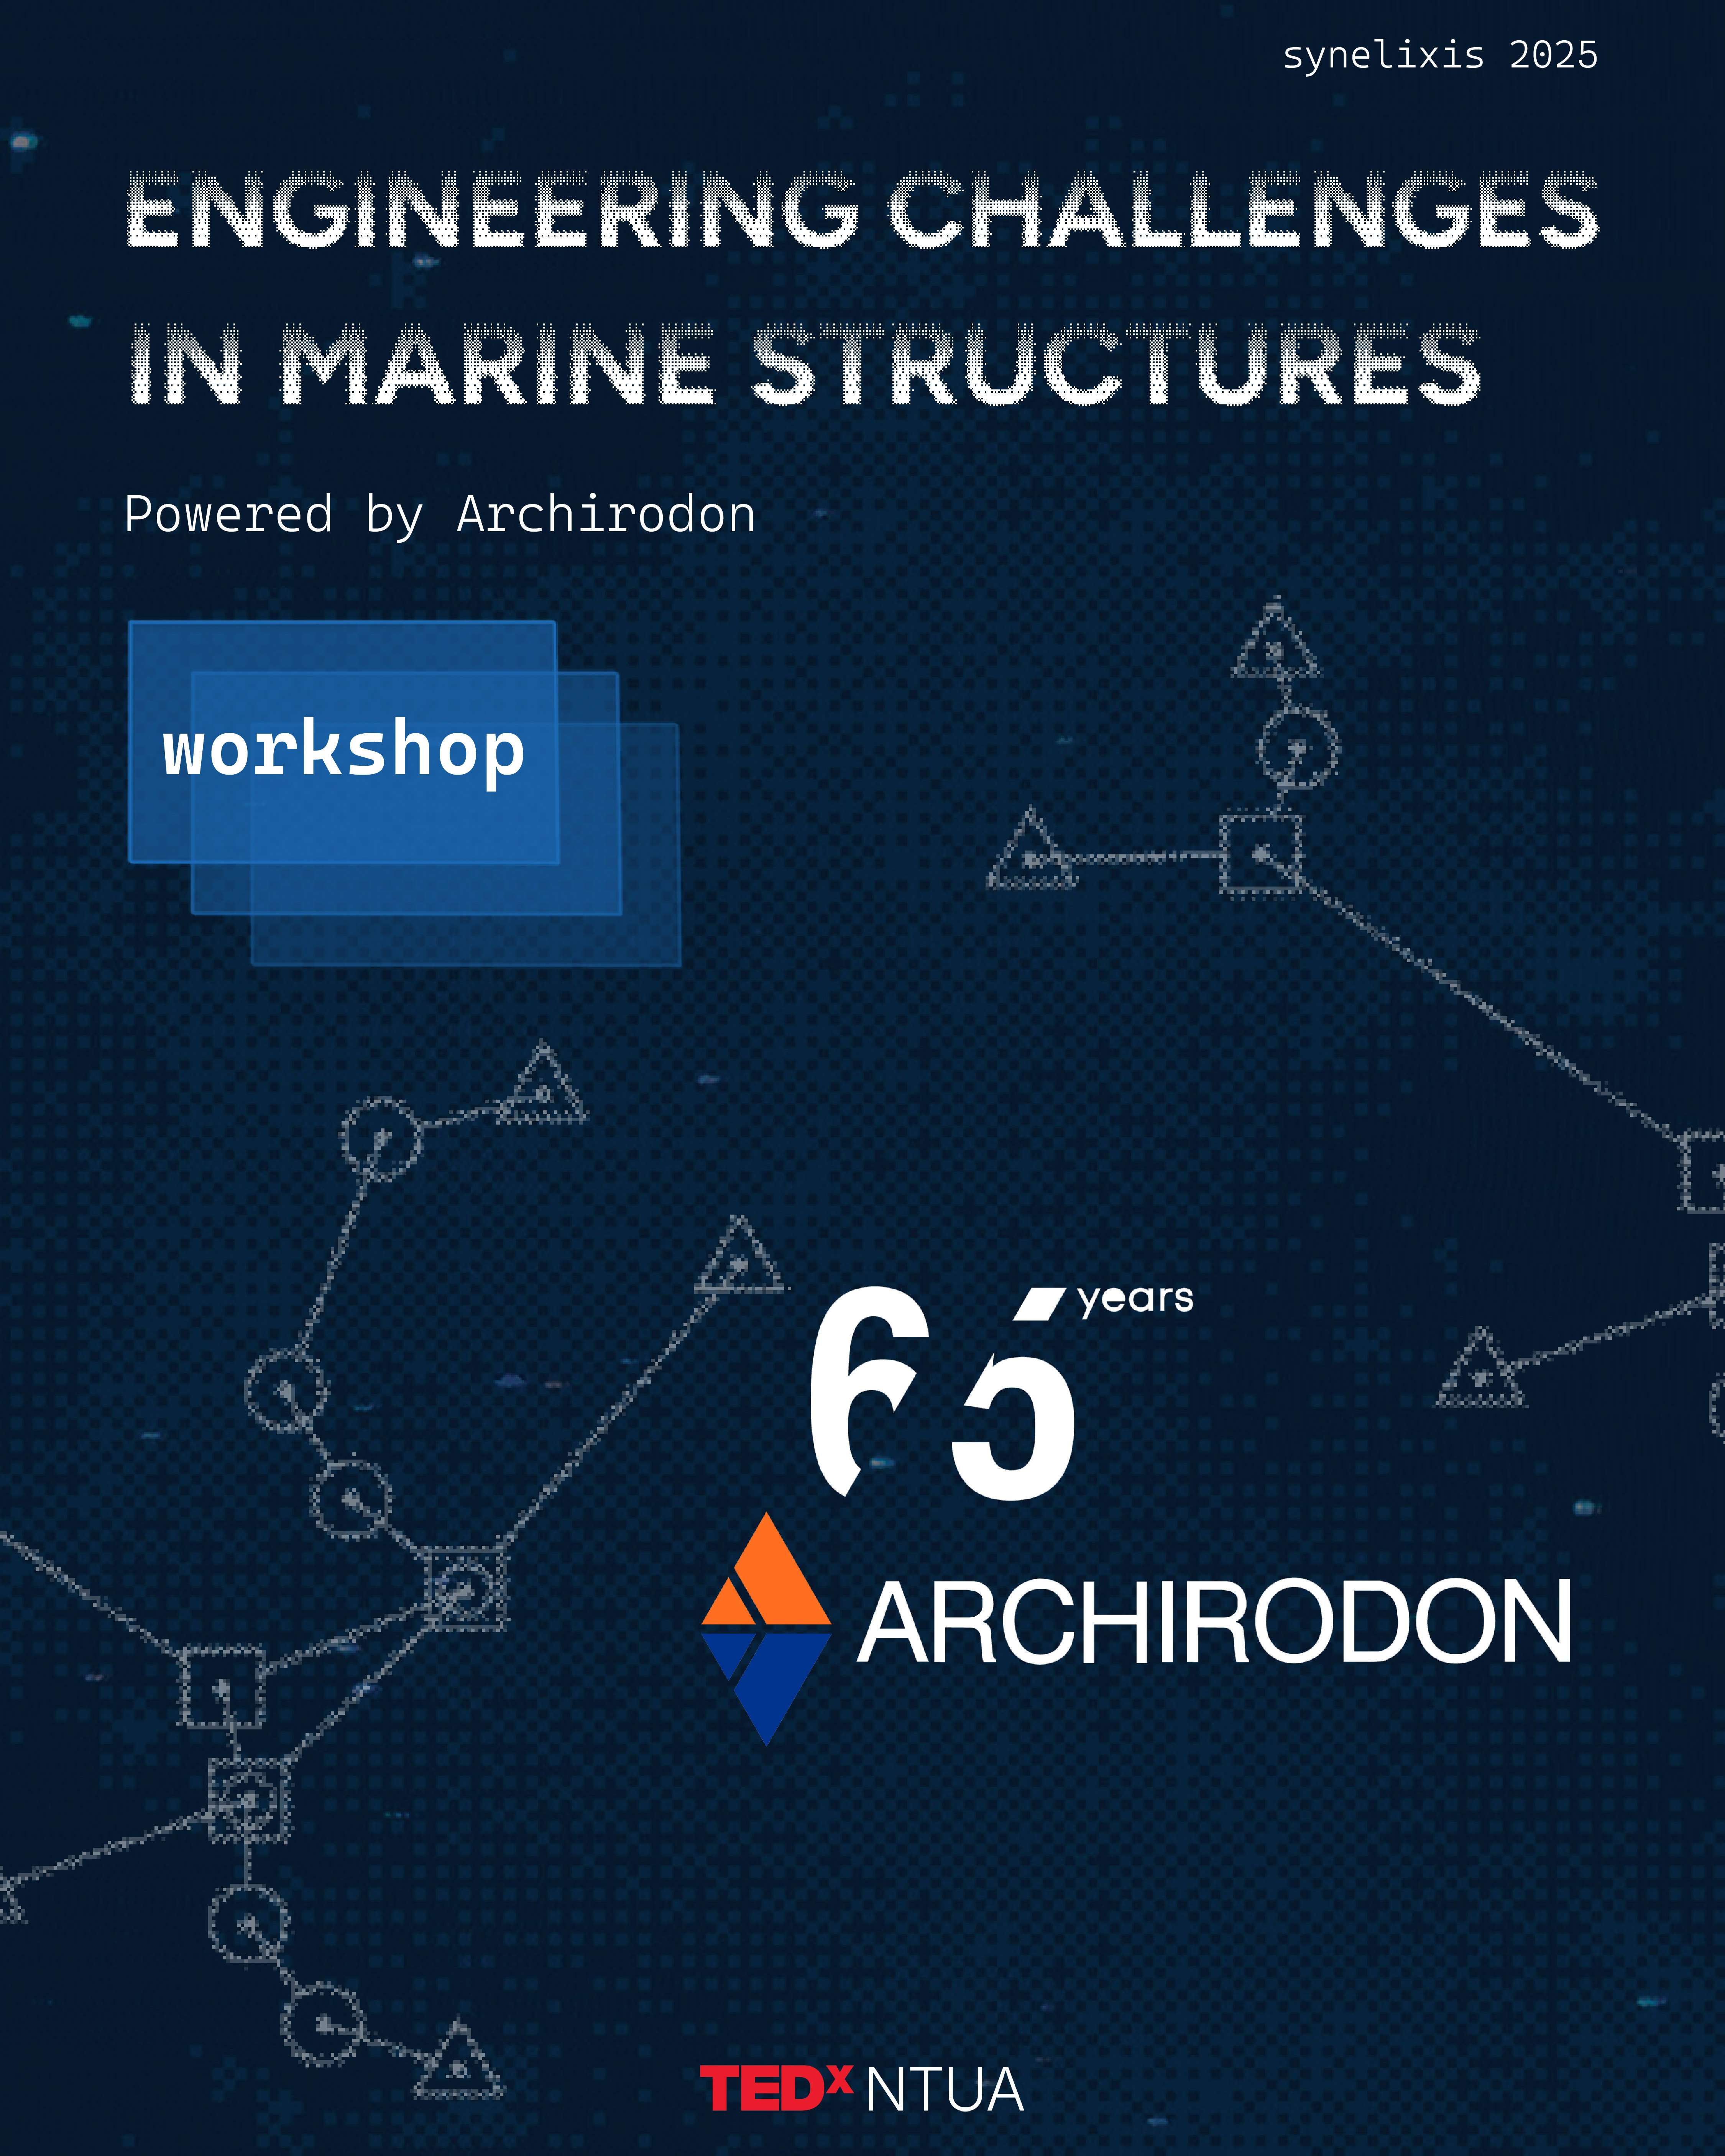 synelixis 2025
ENGINEERING CHALLENGES
IN MARINE STRUCTURES
Powered by Archirodon
workshop
65 years
ARCHIRODON
TEDx NTUA